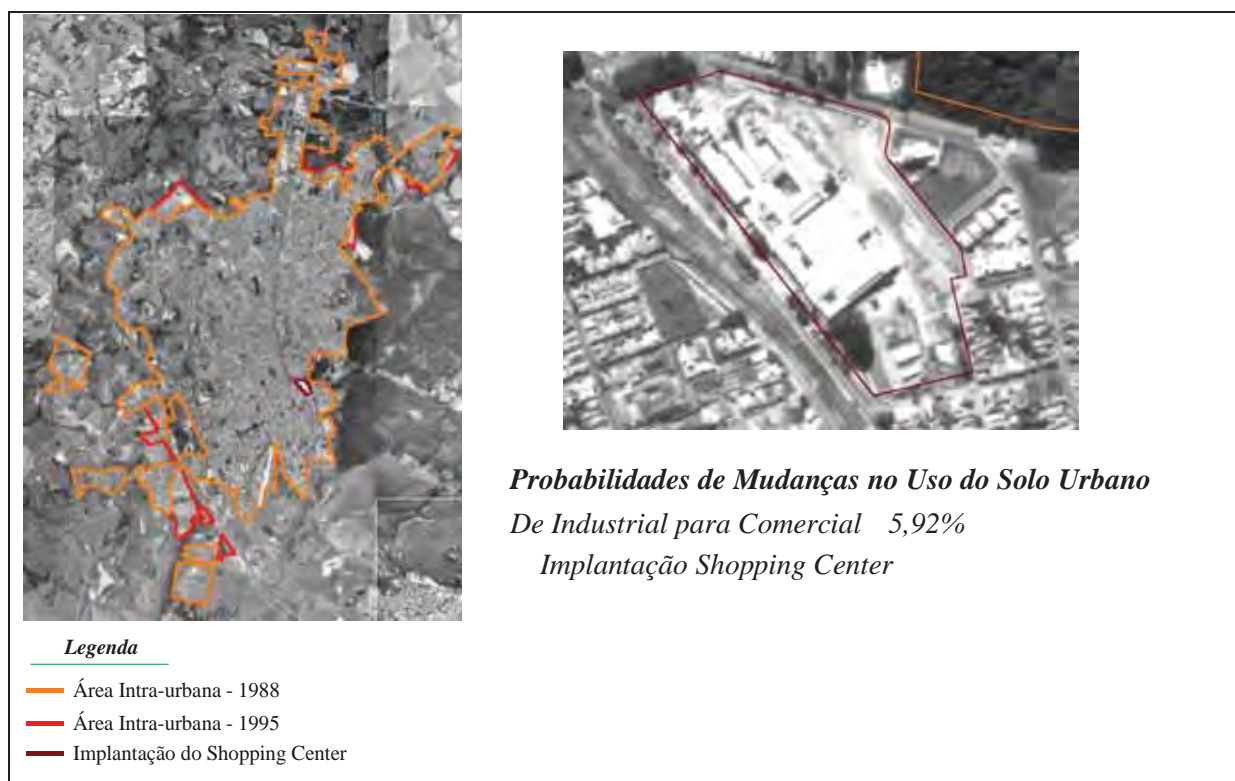 Probabilidades de Mudanças no Uso do Solo Urbano
De Industrial para Comercial 5,92%
Implantação Shopping Center
Legenda
Área Intra-urbana - 1988
Área Intra-urbana - 1995
Implantação do Shopping Center